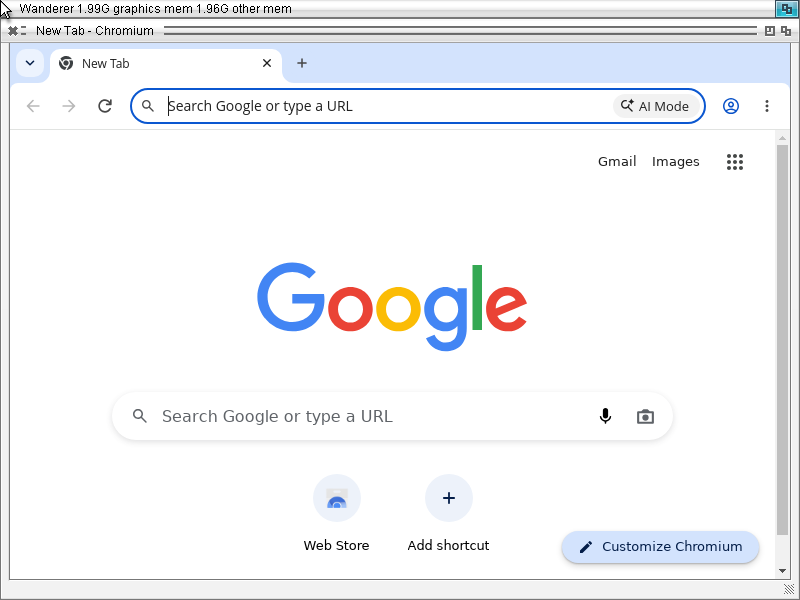 Wanderer 1.99G graphics mem 1.96G other mem
New Tab - Chromium
New Tab
Search Google or type a URL
AI Mode
Gmail
Images
Google
Search Google or type a URL
Web Store
Add shortcut
Customize Chromium